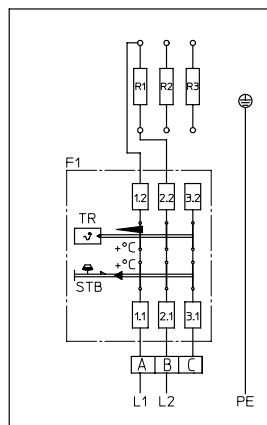 R1 R2 R3
F1
1.2 2.2 3.2
TR
+°C
+°C
STB
1.1 2.1 3.1
A B C
L1 L2 PE